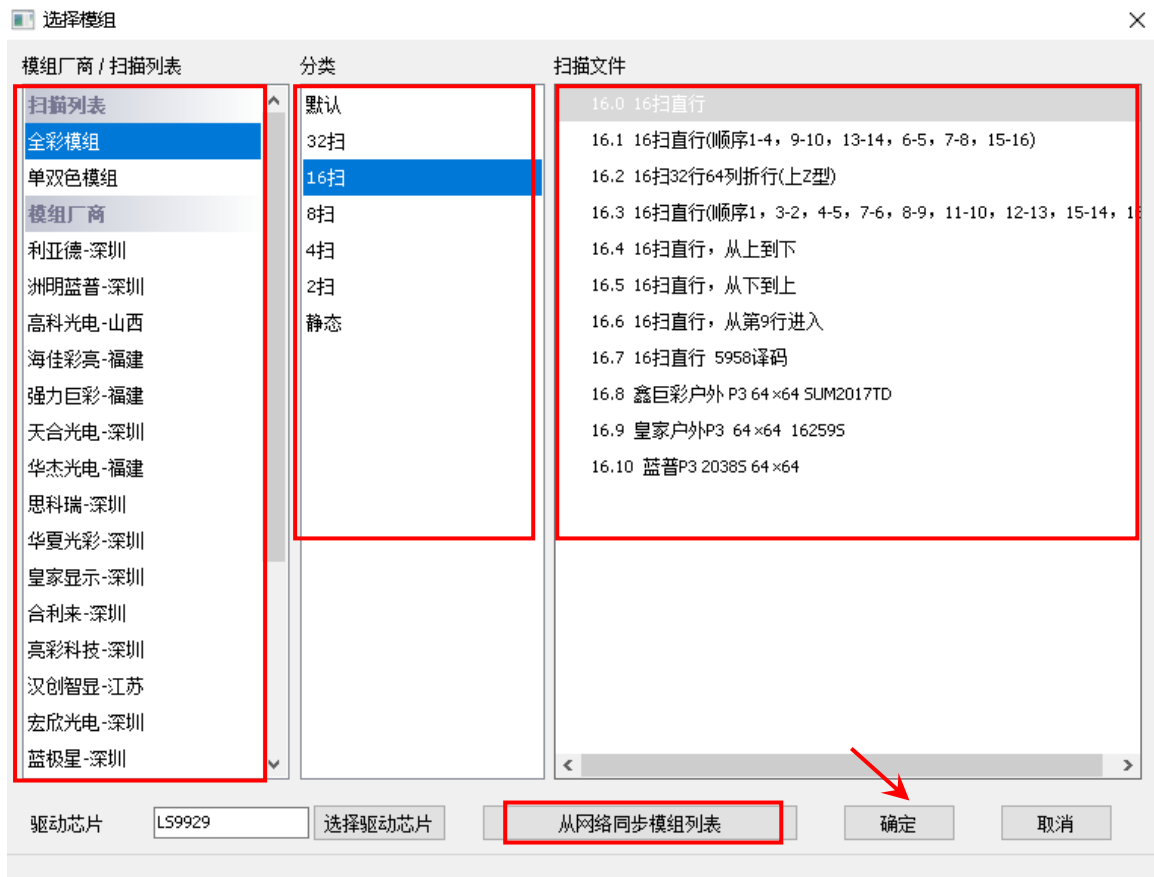 选择模组
模组厂商 / 扫描列表
分类
扫描文件
扫描列表
全彩模组
单双色模组
模组厂商
利亚德-深圳
洲明蓝普-深圳
高科光电-山西
海佳彩亮-福建
强力巨彩-福建
天合光电-深圳
华杰光电-福建
思科瑞-深圳
华夏光彩-深圳
皇家显示-深圳
合利来-深圳
亮彩科技-深圳
汉创智显-江苏
宏欣光电-深圳
蓝极星-深圳
默认
32扫
16扫
8扫
4扫
2扫
静态
16.0 16扫直行
16.1 16扫直行(顺序1-4，9-10，13-14，6-5，7-8，15-16)
16.2 16扫32行64列折行(上Z型)
16.3 16扫直行(顺序1，3-2，4-5，7-6，8-9，11-10，12-13，15-14，1
16.4 16扫直行，从上到下
16.5 16扫直行，从下到上
16.6 16扫直行，从第9行进入
16.7 16扫直行 5958译码
16.8 鑫巨彩户外 P3 64×64 SUM2017TD
16.9 皇家户外P3 64×64 16259S
16.10 蓝普P3 2038S 64×64
驱动芯片
LS9929
选择驱动芯片
从网络同步模组列表
确定
取消